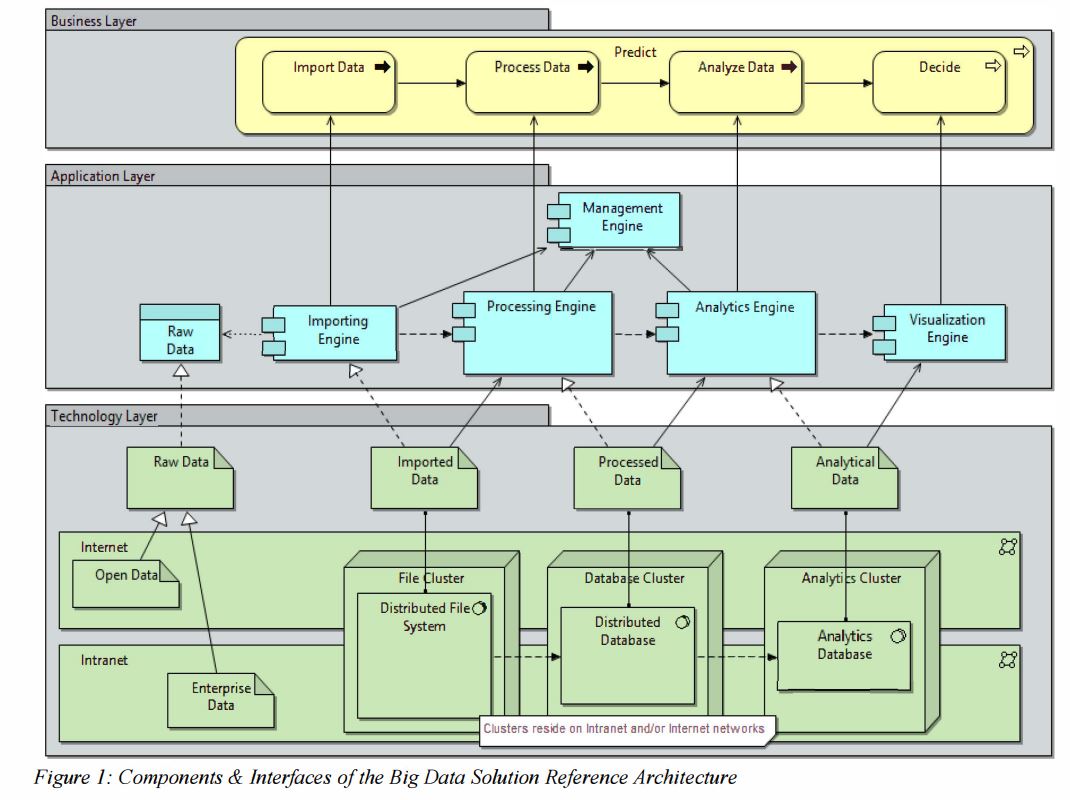 Business Layer
Predict
Import Data
Process Data
Analyze Data
Decide
Application Layer
Management
Engine
Raw
Data
Importing
Engine
Processing Engine
Analytics Engine
Visualization
Engine
Technology Layer
Raw Data
Imported
Data
Processed
Data
Analytical
Data
Internet
Open Data
File Cluster
Distributed File
System
Database Cluster
Distributed
Database
Analytics Cluster
Analytics
Database
Intranet
Enterprise
Data
Clusters reside on Intranet and/or Internet networks
Figure 1: Components & Interfaces of the Big Data Solution Reference Architecture